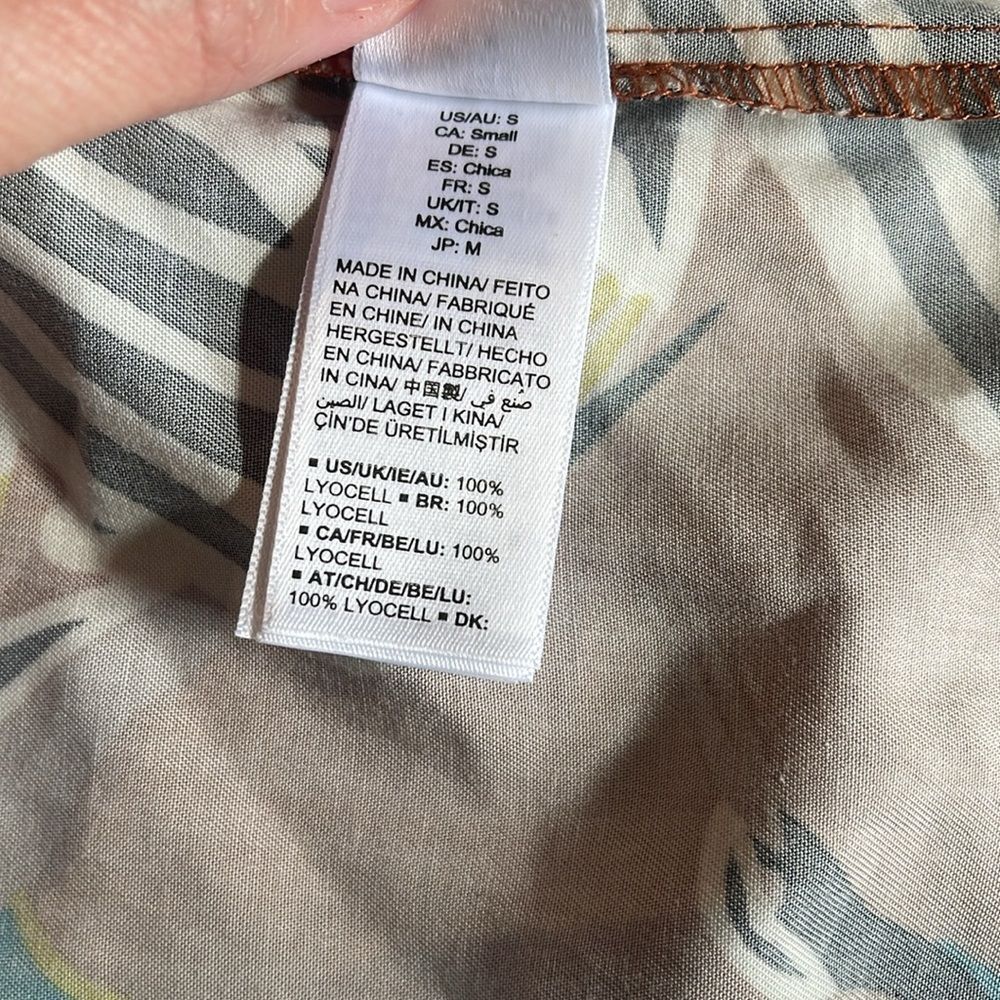 US/AU: S
CA: Small
DE: S
ES: Chica
FR: S
UK/IT: S
MX: Chica
JP: M
MADE IN CHINA/ FEITO
NA CHINA/ FABRIQUÉ
EN CHINE/ IN CHINA
HERGESTELLT/ HECHO
EN CHINA/ FABBRICATO
IN CINA/ 中国製/ صُنع في
الصين/ LAGET I KINA/
ÇİN'DE ÜRETİLMİŞTİR
▪ US/UK/IE/AU: 100%
LYOCELL ▪ BR: 100%
LYOCELL
▪ CA/FR/BE/LU: 100%
LYOCELL
▪ AT/CH/DE/BE/LU:
100% LYOCELL ▪ DK: